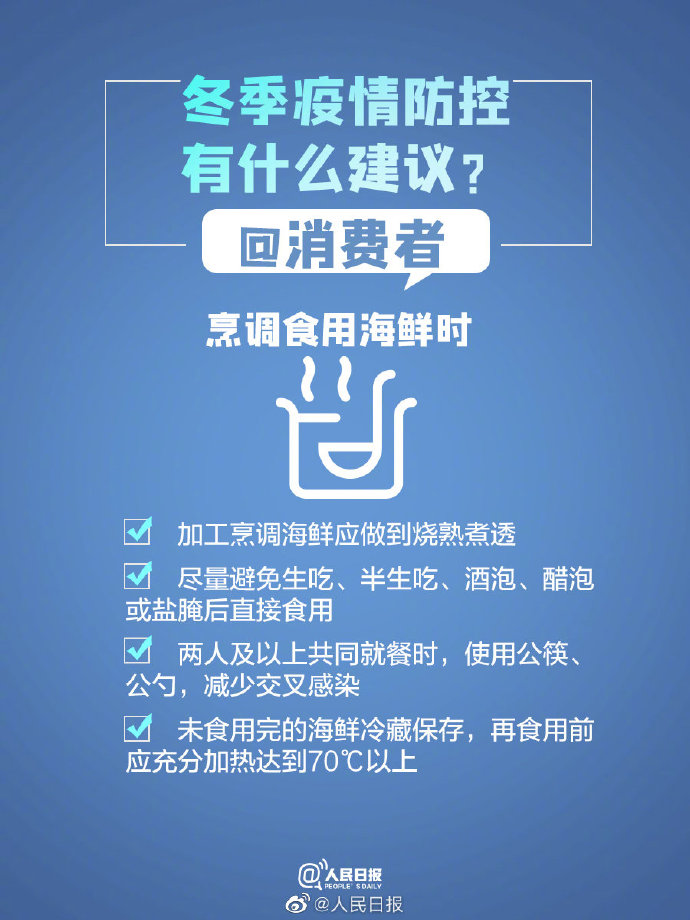 冬季疫情防控
有什么建议？
@消费者
烹调食用海鲜时
加工烹调海鲜应做到烧熟煮透
尽量避免生吃、半生吃、酒泡、醋泡
或盐腌后直接食用
两人及以上共同就餐时，使用公筷、
公勺，减少交叉感染
未食用完的海鲜冷藏保存，再食用前
应充分加热达到70℃以上
@人民日报
PEOPLE'S DAILY
@人民日报